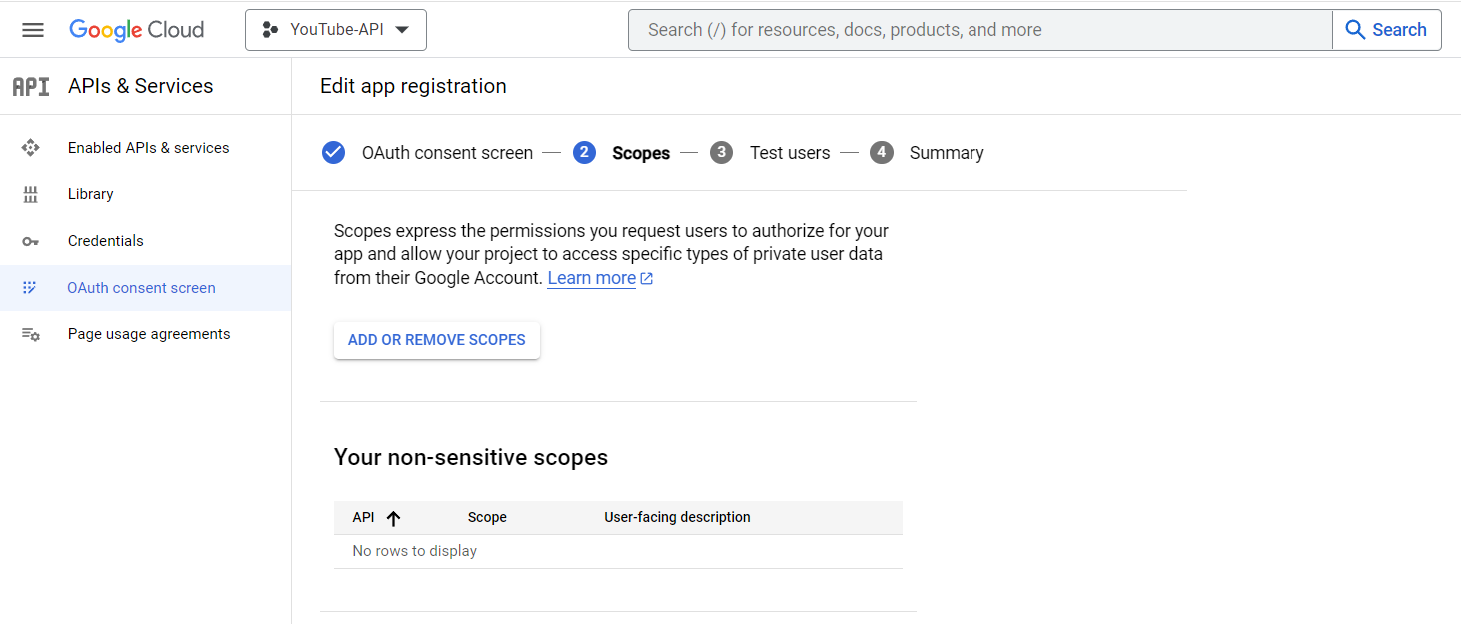 Google Cloud
YouTube-API
Search (/) for resources, docs, products, and more
Search
API
APIs & Services
Enabled APIs & services
Library
Credentials
OAuth consent screen
Page usage agreements
Edit app registration
OAuth consent screen — 2 Scopes — 3 Test users — 4 Summary
Scopes express the permissions you request users to authorize for your
app and allow your project to access specific types of private user data
from their Google Account. Learn more
ADD OR REMOVE SCOPES
Your non-sensitive scopes
API Scope User-facing description
No rows to display